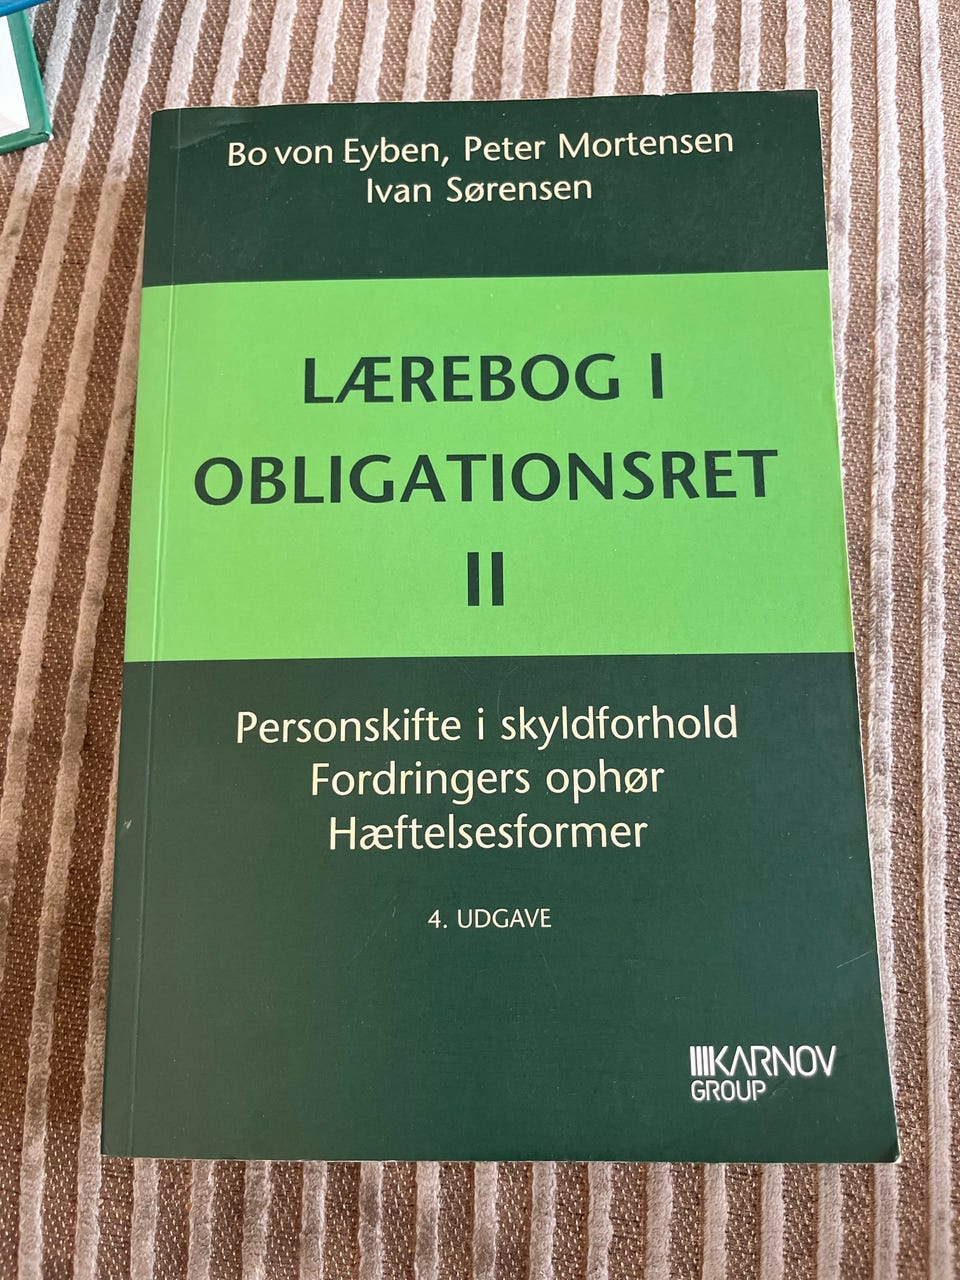 Bo von Eyben, Peter Mortensen
Ivan Sørensen
LÆREBOG I
OBLIGATIONSRET
II
Personskifte i skyldforhold
Fordringers ophør
Hæftelsesformer
4. UDGAVE
KARNOV
GROUP